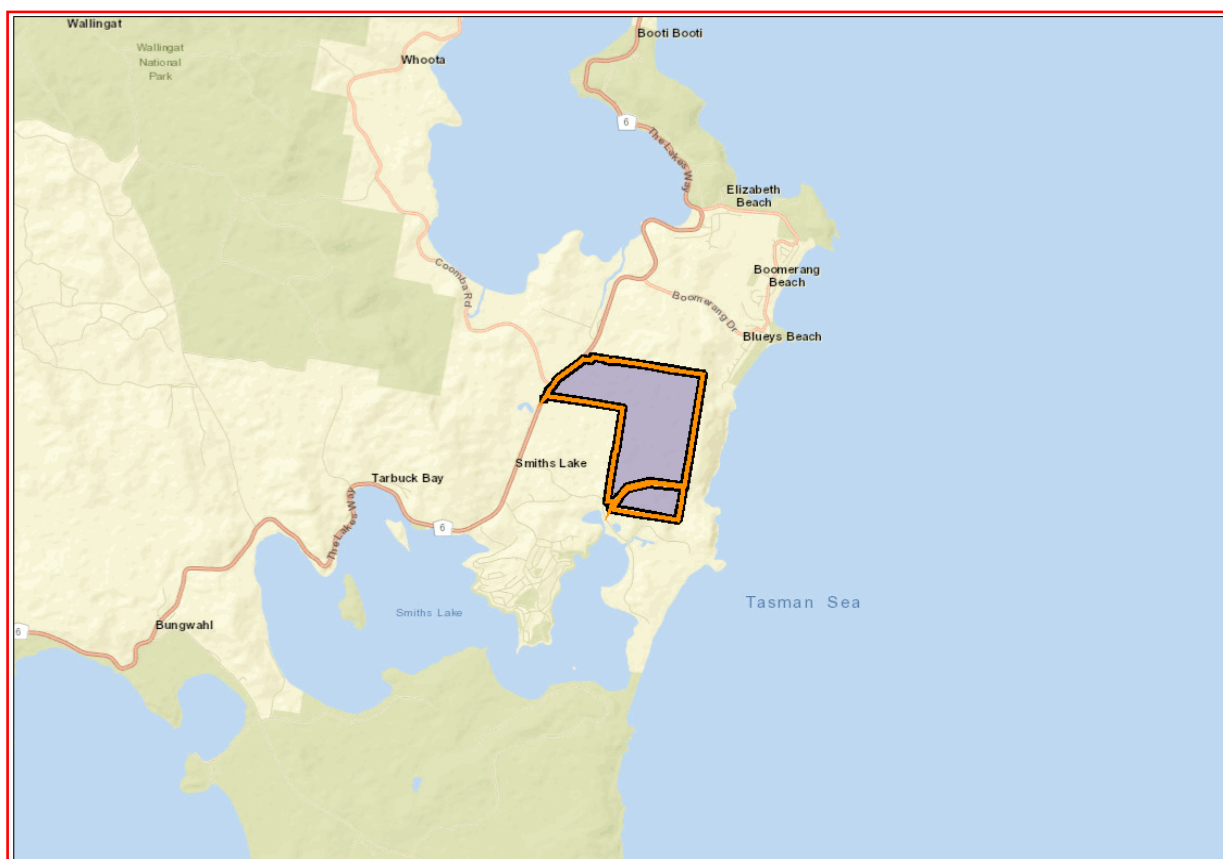 Wallingat
Booti Booti
Wallingat
National
Park
Whoota
6
The Lakes Way
Elizabeth
Beach
Coomba Rd
Boomerang
Beach
Boomerang Dr
Blueys Beach
Smiths Lake
Tarbuck Bay
The Lakes Way
6
Tasman Sea
Smiths Lake
Bungwahl
6